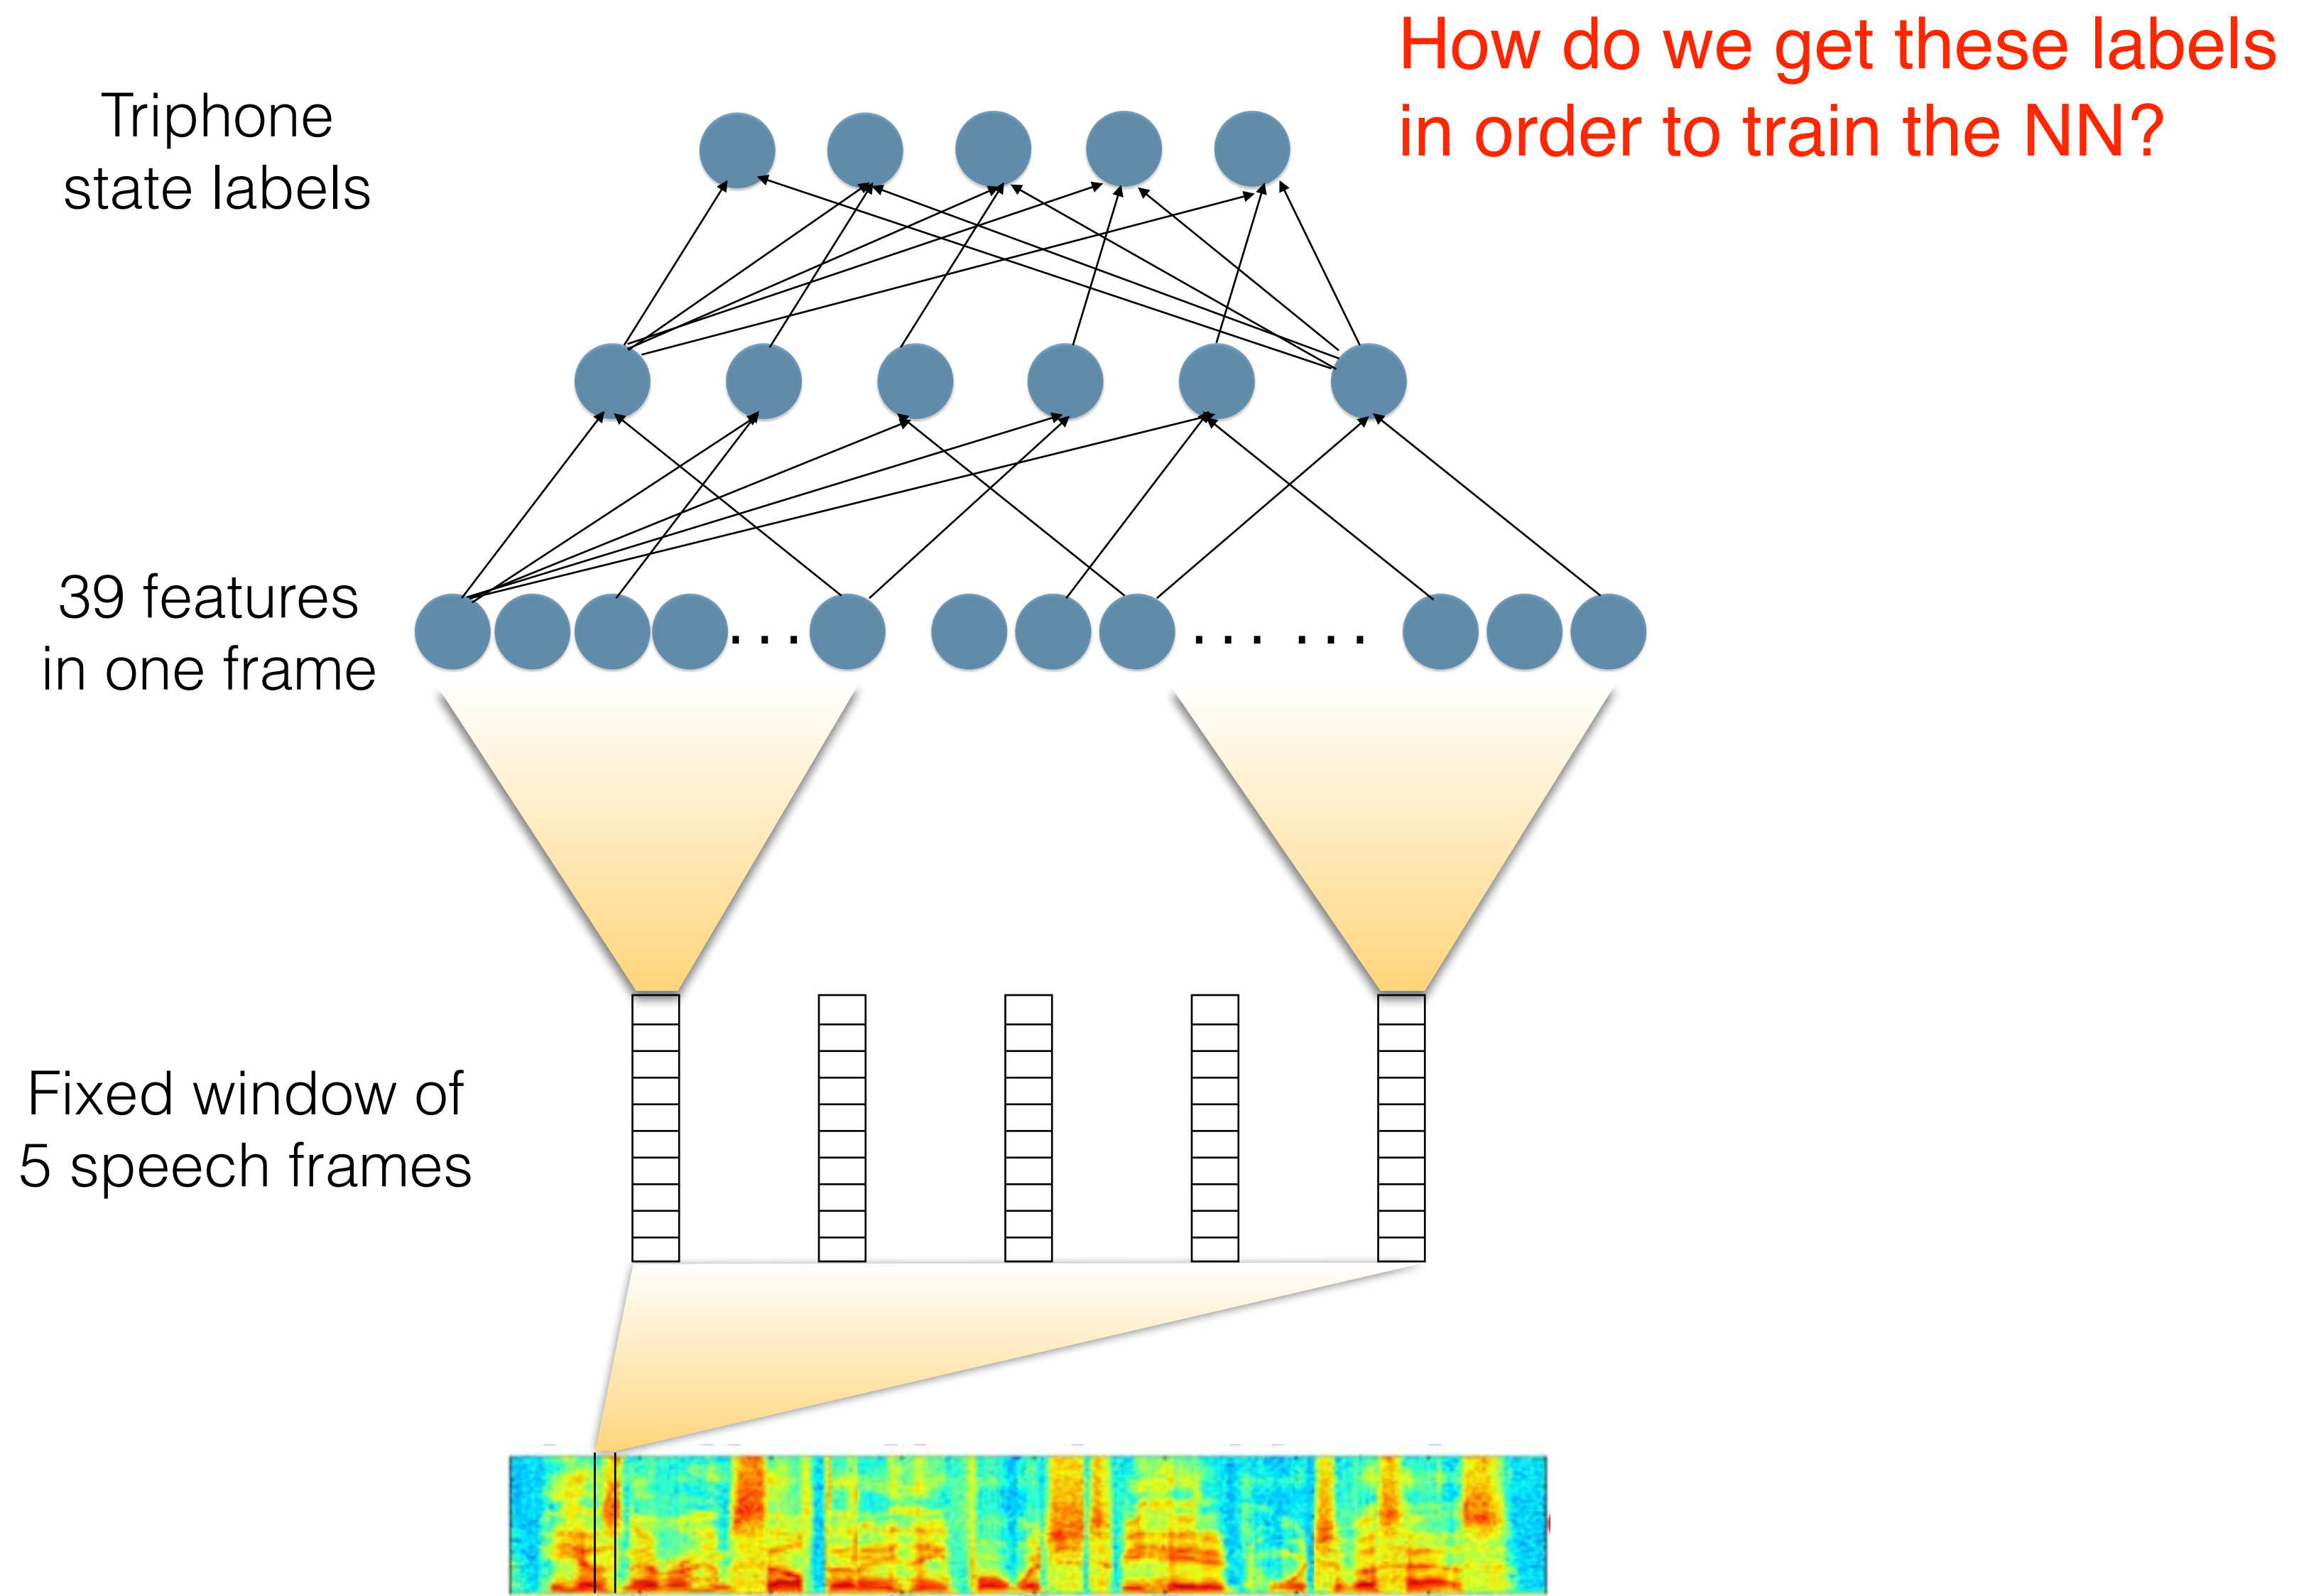 How do we get these labels
in order to train the NN?
Triphone
state labels
39 features
in one frame
. . .
. . . . . .
Fixed window of
5 speech frames